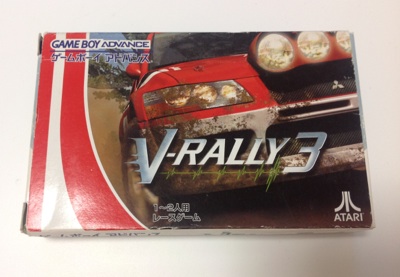 GAME BOY ADVANCE
ゲームボーイ アドバンス
V-RALLY 3
1〜2人用
レースゲーム
ATARI